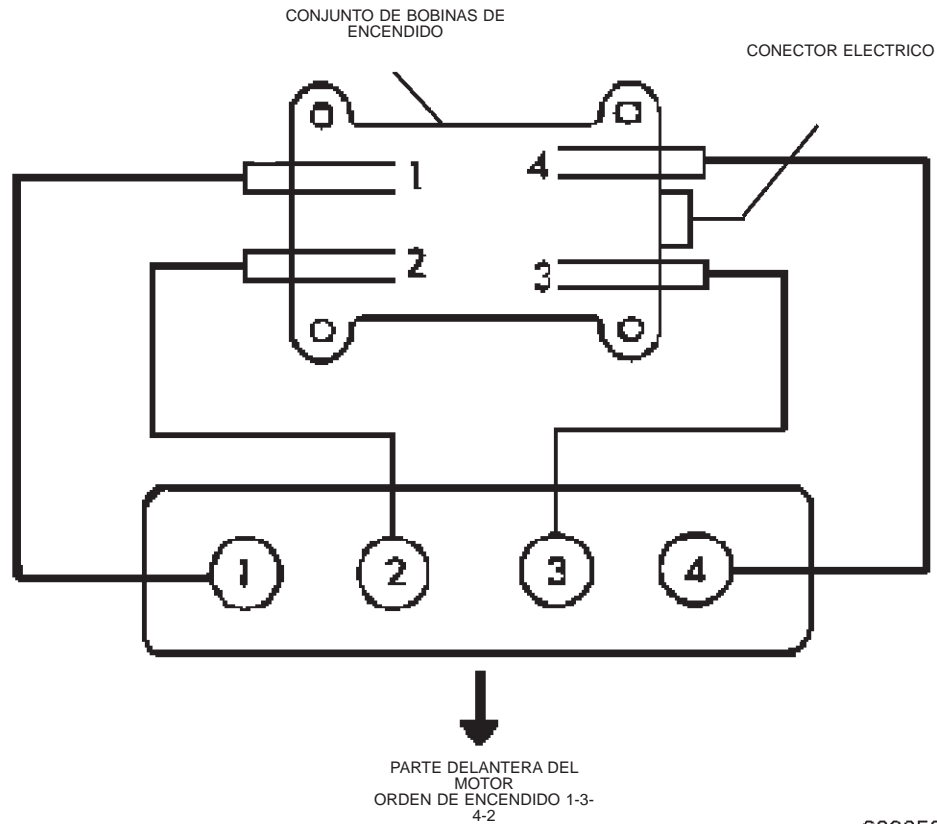 CONJUNTO DE BOBINAS DE
ENCENDIDO
CONECTOR ELECTRICO
1
4
2
3
1
2
3
4
PARTE DELANTERA DEL
MOTOR
ORDEN DE ENCENDIDO 1-3-
4-2